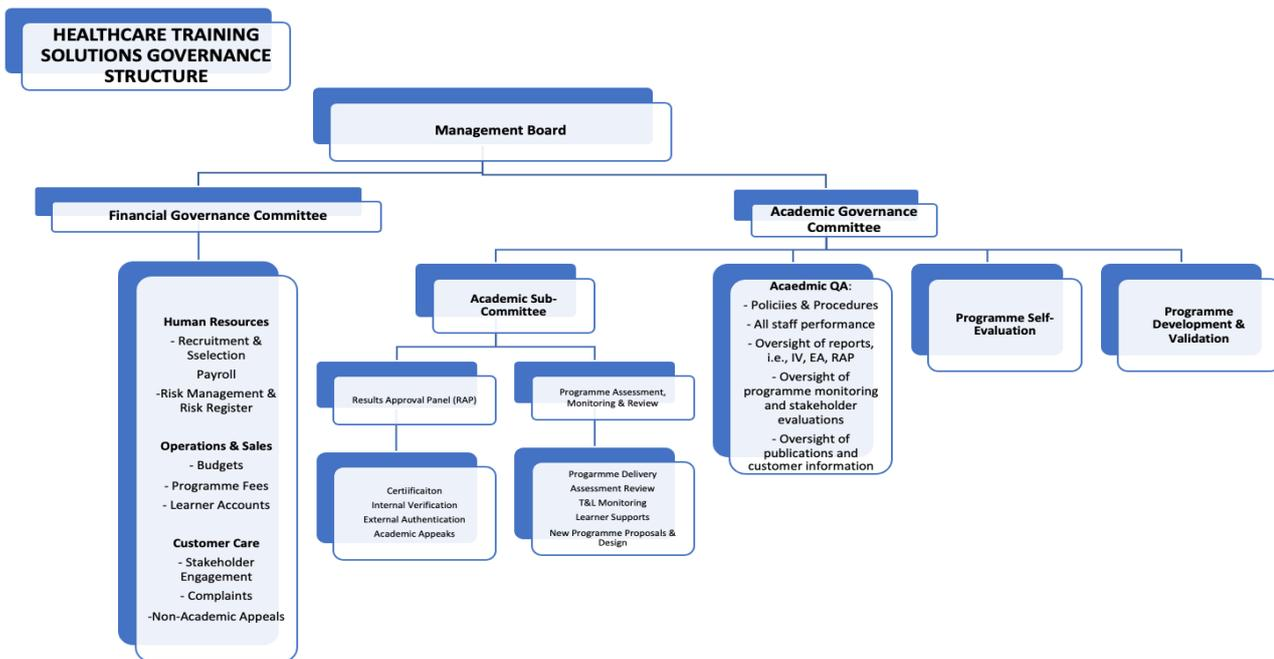 HEALTHCARE TRAINING
SOLUTIONS GOVERNANCE
STRUCTURE
Management Board
Financial Governance Committee
Academic Governance
Committee
Human Resources
- Recruitment &
Sselection
Payroll
-Risk Management &
Risk Register
Operations & Sales
- Budgets
- Programme Fees
- Learner Accounts
Customer Care
- Stakeholder
Engagement
- Complaints
-Non-Academic Appeals
Academic Sub-
Committee
Results Approval Panel (RAP)
Certiificaiton
Internal Verification
External Authentication
Academic Appeaks
Programme Assessment,
Monitoring & Review
Progarmme Delivery
Assessment Review
T&L Monitoring
Learner Supports
New Programme Proposals &
Design
Acaedmic QA:
- Policiies & Procedures
- All staff performance
- Oversight of reports,
i.e., IV, EA, RAP
- Oversight of
programme monitoring
and stakeholder
evaluations
- Oversight of
publications and
customer information
Programme Self-
Evaluation
Programme
Development &
Validation